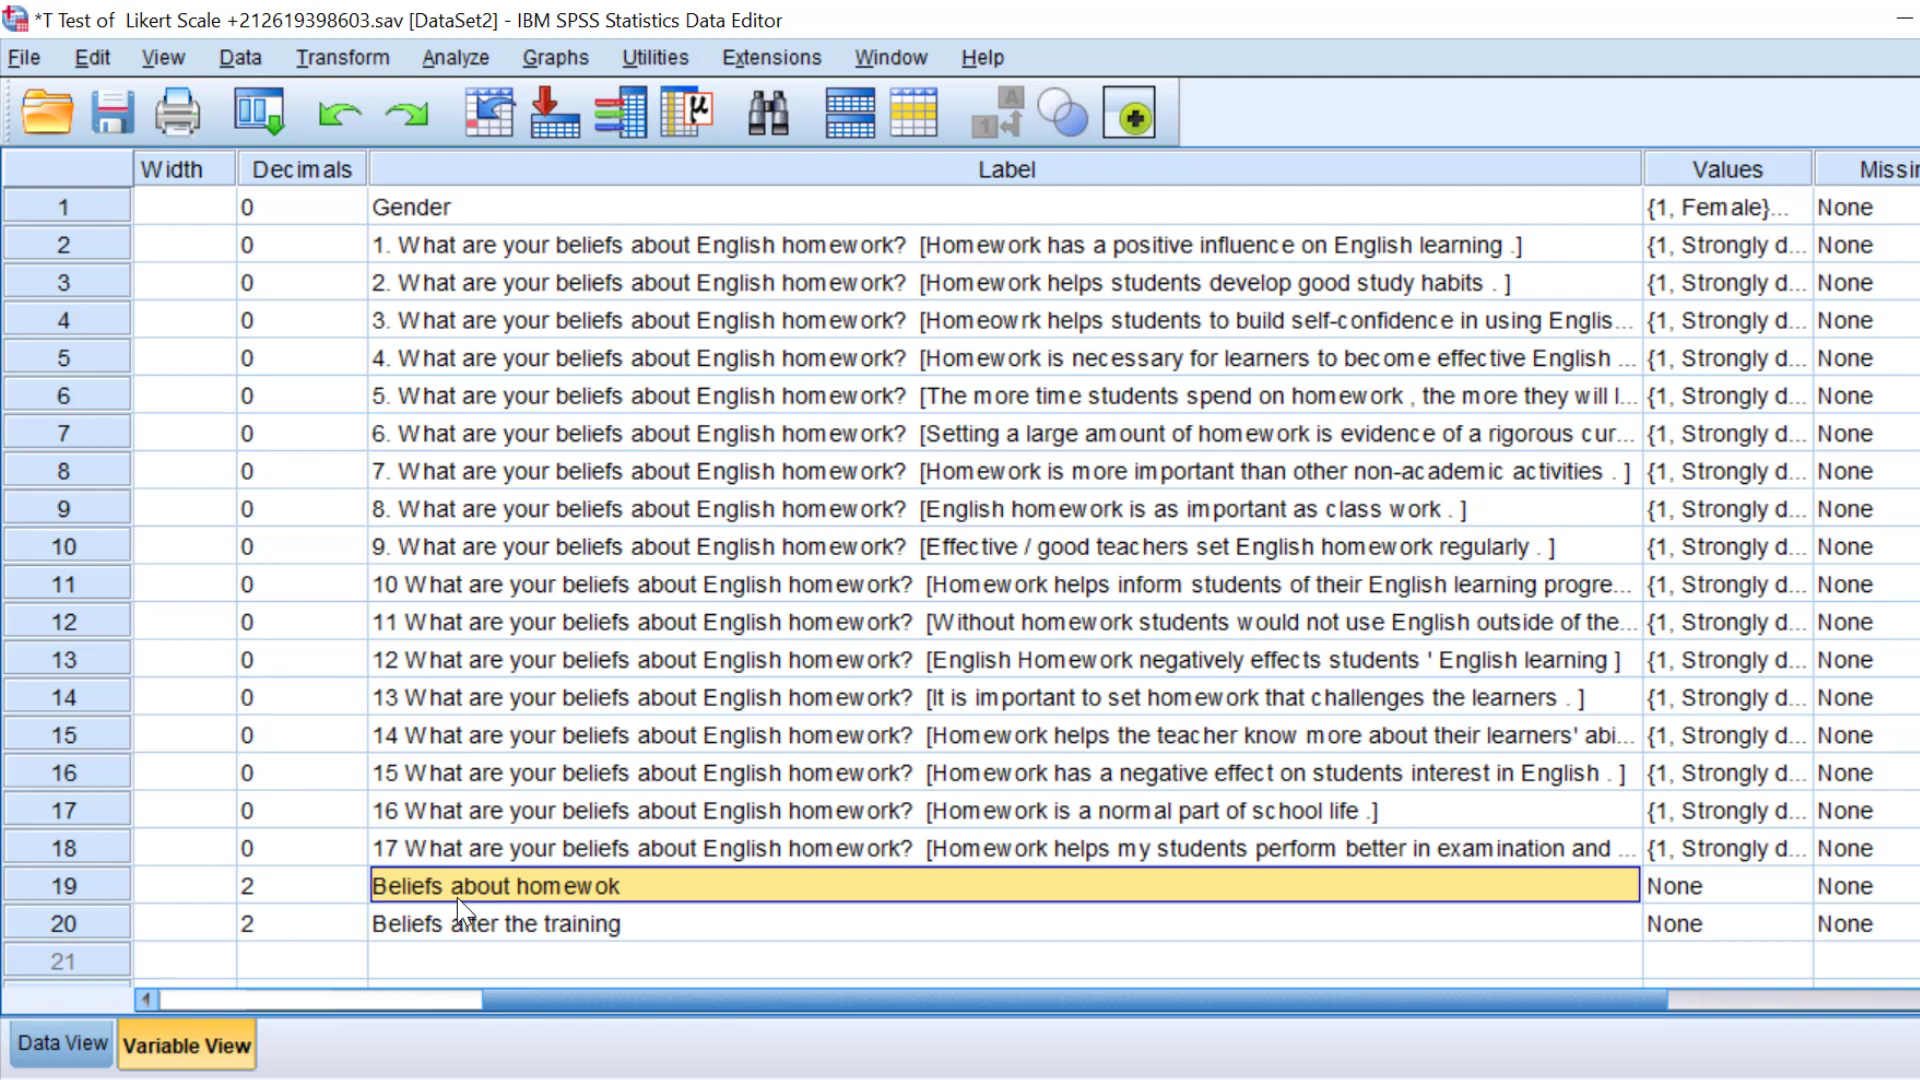 *T Test of  Likert Scale +212619398603.sav [DataSet2] - IBM SPSS Statistics Data Editor
File Edit View Data Transform Analyze Graphs Utilities Extensions Window Help
Width Decimals Label Values Missin
1 0 Gender {1, Female}... None
2 0 1. What are your beliefs about English homework?  [Homework has a positive influence on English learning .] {1, Strongly d... None
3 0 2. What are your beliefs about English homework?  [Homework helps students develop good study habits . ] {1, Strongly d... None
4 0 3. What are your beliefs about English homework?  [Homeowrk helps students to build self-confidence in using Englis... {1, Strongly d... None
5 0 4. What are your beliefs about English homework?  [Homework is necessary for learners to become effective English ... {1, Strongly d... None
6 0 5. What are your beliefs about English homework?  [The more time students spend on homework , the more they will l... {1, Strongly d... None
7 0 6. What are your beliefs about English homework?  [Setting a large amount of homework is evidence of a rigorous cur... {1, Strongly d... None
8 0 7. What are your beliefs about English homework?  [Homework is more important than other non-academic activities . ] {1, Strongly d... None
9 0 8. What are your beliefs about English homework?  [English homework is as important as class work . ] {1, Strongly d... None
10 0 9. What are your beliefs about English homework?  [Effective / good teachers set English homework regularly . ] {1, Strongly d... None
11 0 10 What are your beliefs about English homework?  [Homework helps inform students of their English learning progre... {1, Strongly d... None
12 0 11 What are your beliefs about English homework?  [Without homework students would not use English outside of the... {1, Strongly d... None
13 0 12 What are your beliefs about English homework?  [English Homework negatively effects students ' English learning ] {1, Strongly d... None
14 0 13 What are your beliefs about English homework?  [It is important to set homework that challenges the learners . ] {1, Strongly d... None
15 0 14 What are your beliefs about English homework?  [Homework helps the teacher know more about their learners' abi... {1, Strongly d... None
16 0 15 What are your beliefs about English homework?  [Homework has a negative effect on students interest in English . ] {1, Strongly d... None
17 0 16 What are your beliefs about English homework?  [Homework is a normal part of school life .] {1, Strongly d... None
18 0 17 What are your beliefs about English homework?  [Homework helps my students perform better in examination and ... {1, Strongly d... None
19 2 Beliefs about homewok None None
20 2 Beliefs after the training None None
21
Data View Variable View